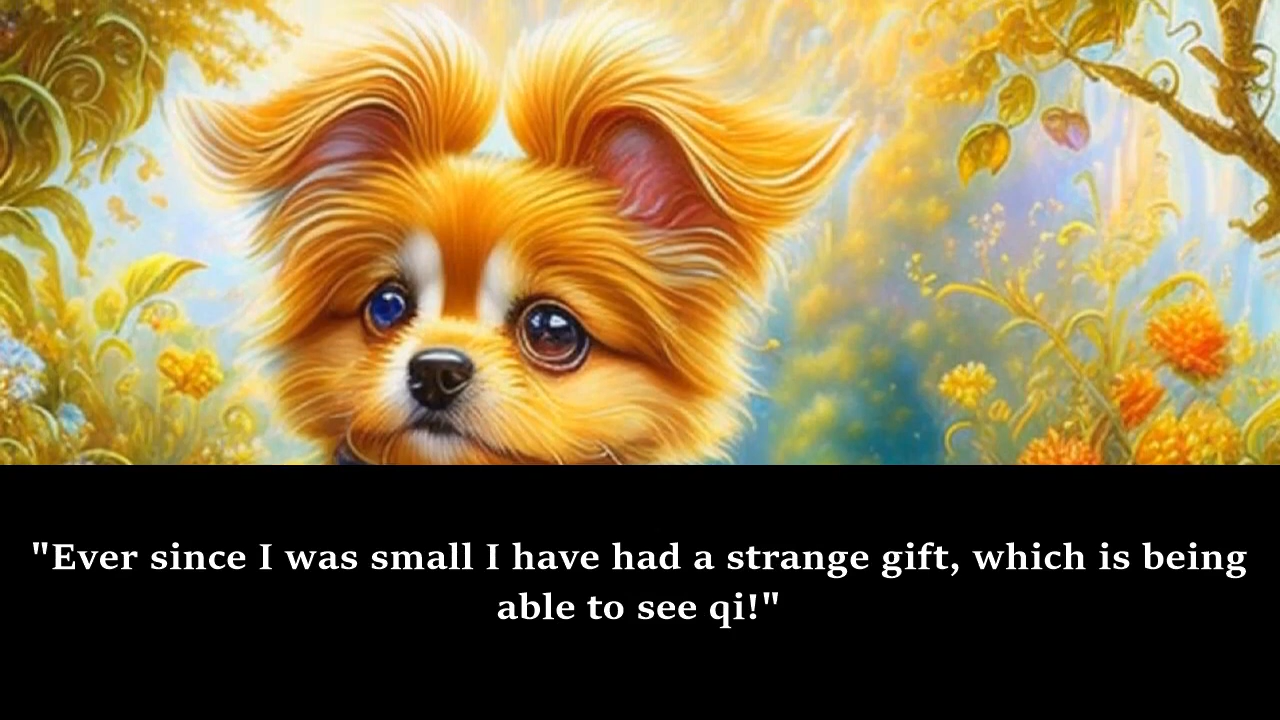 "Ever since I was small I have had a strange gift, which is being
able to see qi!"